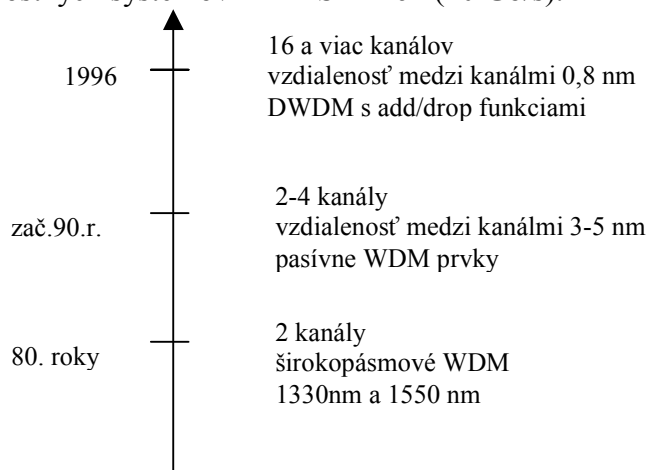 1996
16 a viac kanálov
vzdialenosť medzi kanálmi 0,8 nm
DWDM s add/drop funkciami
zač.90.r.
2-4 kanály
vzdialenosť medzi kanálmi 3-5 nm
pasívne WDM prvky
80. roky
2 kanály
širokopásmové WDM
1330nm a 1550 nm